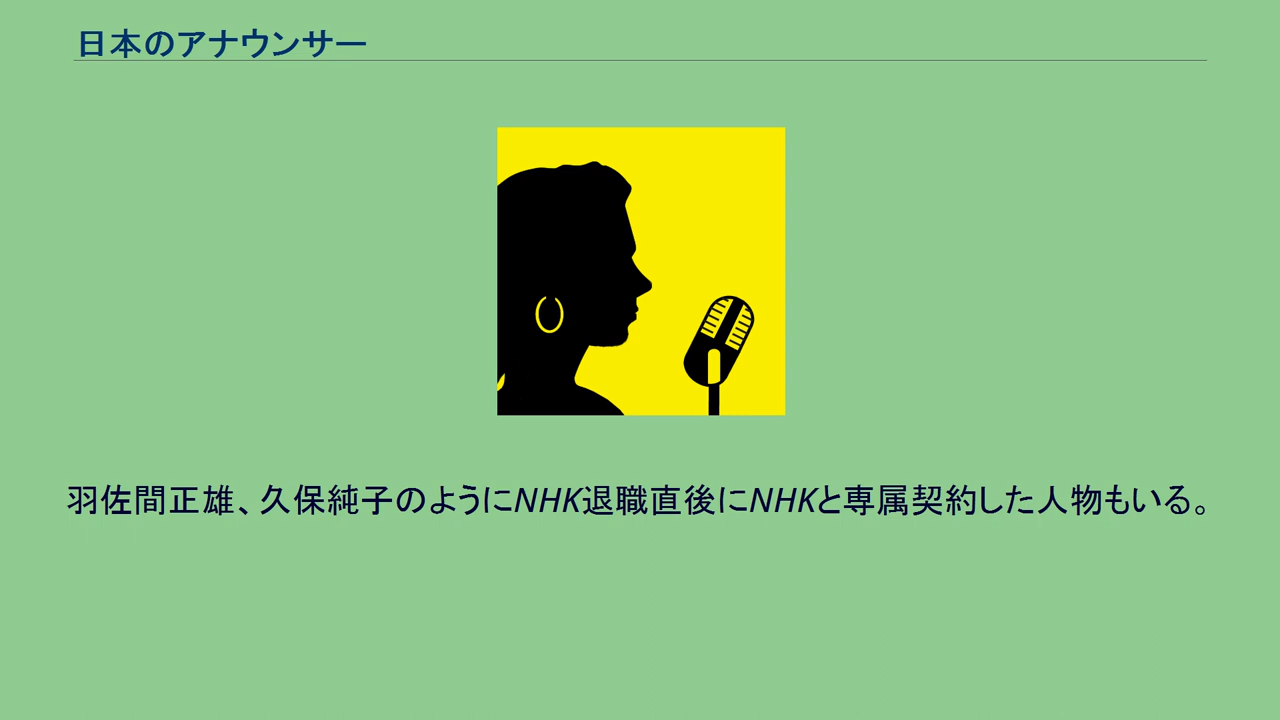 日本のアナウンサー
羽佐間正雄、久保純子のようにNHK退職直後にNHKと専属契約した人物もいる。